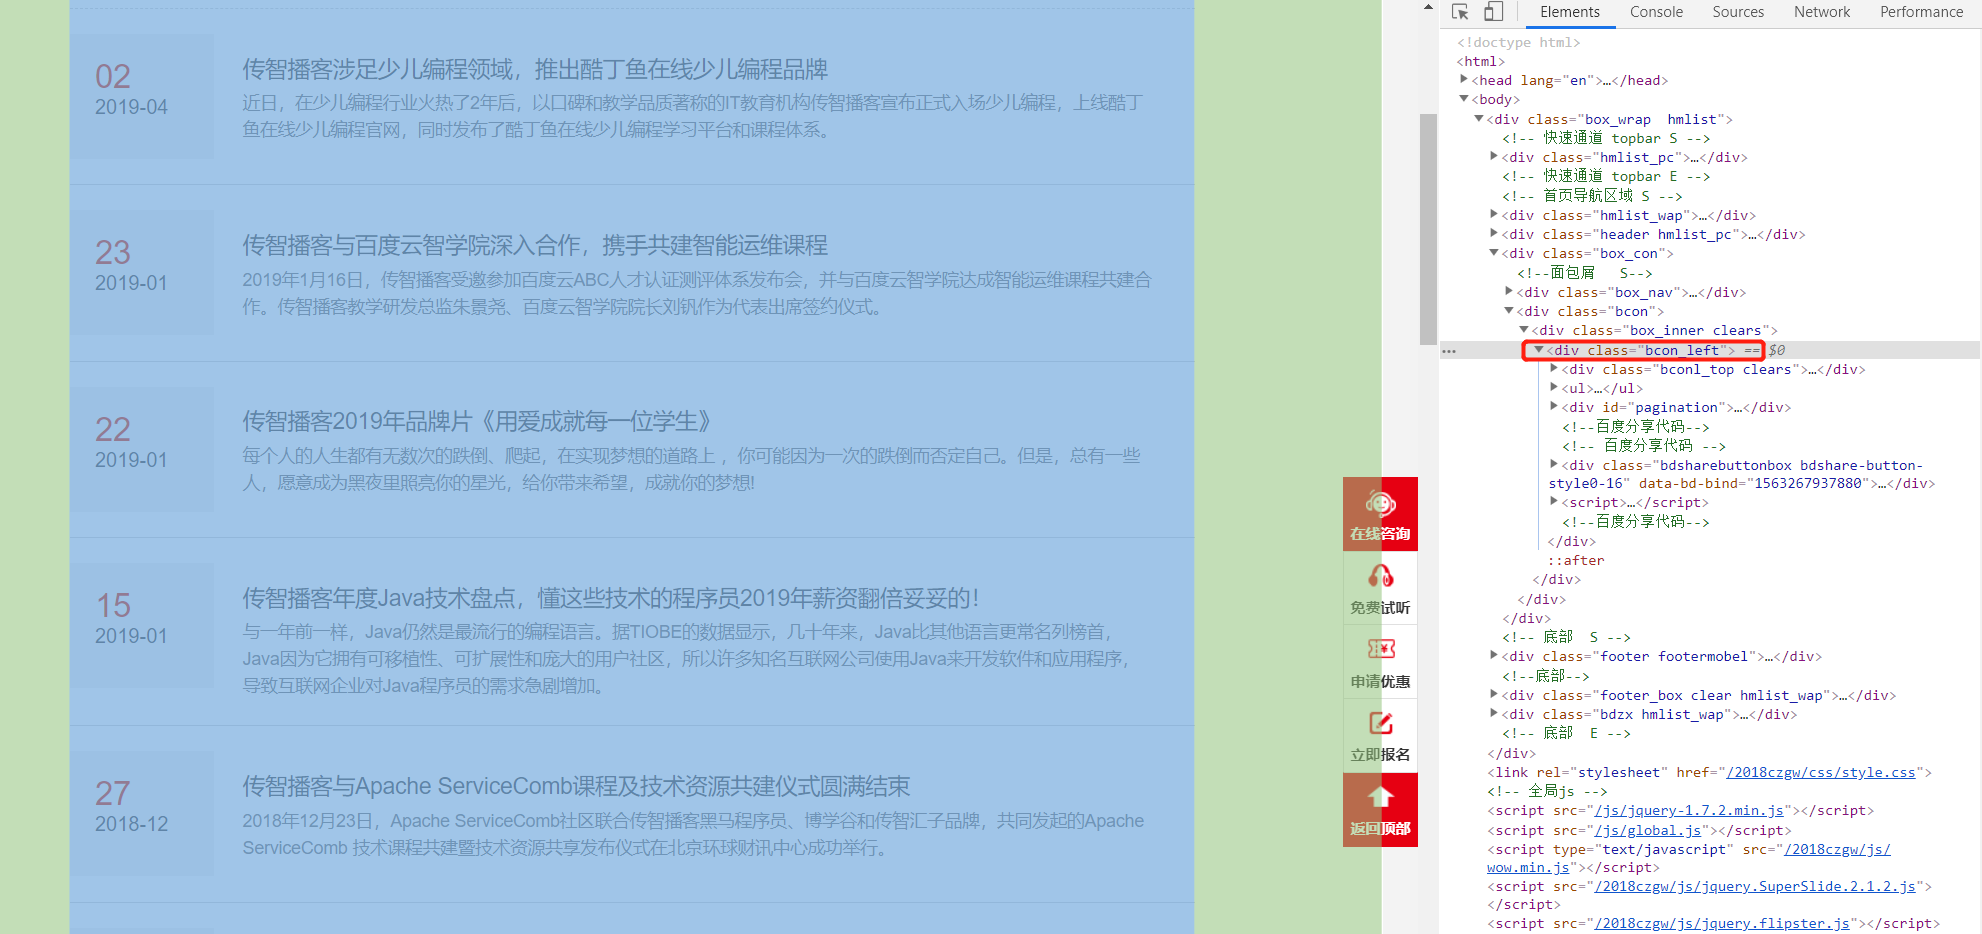 02
2019-04
传智播客涉足少儿编程领域，推出酷丁鱼在线少儿编程品牌
近日，在少儿编程行业火热了2年后，以口碑和教学品质著称的IT教育机构传智播客宣布正式入场少儿编程，上线酷丁
鱼在线少儿编程官网，同时发布了酷丁鱼在线少儿编程学习平台和课程体系。
23
2019-01
传智播客与百度云智学院深入合作，携手共建智能运维课程
2019年1月16日，传智播客受邀参加百度云ABC人才认证测评体系发布会，并与百度云智学院达成智能运维课程共建合
作。传智播客教学研发总监朱景尧、百度云智学院院长刘钒作为代表出席签约仪式。
22
2019-01
传智播客2019年品牌片《用爱成就每一位学生》
每个人的人生都有无数次的跌倒、爬起，在实现梦想的道路上 ，你可能因为一次的跌倒而否定自己。但是，总有一些
人，愿意成为黑夜里照亮你的星光，给你带来希望，成就你的梦想!
15
2019-01
传智播客年度Java技术盘点，懂这些技术的程序员2019年薪资翻倍妥妥的！
与一年前一样，Java仍然是最流行的编程语言。据TIOBE的数据显示，几十年来，Java比其他语言更常名列榜首，
Java因为它拥有可移植性、可扩展性和庞大的用户社区，所以许多知名互联网公司使用Java来开发软件和应用程序，
导致互联网企业对Java程序员的需求急剧增加。
27
2018-12
传智播客与Apache ServiceComb课程及技术资源共建仪式圆满结束
2018年12月23日，Apache ServiceComb社区联合传智播客黑马程序员、博学谷和传智汇子品牌，共同发起的Apache
ServiceComb 技术课程共建暨技术资源共享发布仪式在北京环球财讯中心成功举行。
在线咨询
免费试听
申请优惠
立即报名
返回顶部
Elements Console Sources Network Performance
<!doctype html>
<html>
<head lang="en">…</head>
<body>
<div class="box_wrap  hmlist">
<!-- 快速通道 topbar S -->
<div class="hmlist_pc">…</div>
<!-- 快速通道 topbar E -->
<!-- 首页导航区域 S -->
<div class="hmlist_wap">…</div>
<div class="header hmlist_pc">…</div>
<div class="box_con">
<!--面包屑   S-->
<div class="box_nav">…</div>
<div class="bcon">
<div class="box_inner clears">
… <div class="bcon_left"> == $0
<div class="bconl_top clears">…</div>
<ul>…</ul>
<div id="pagination">…</div>
<!--百度分享代码-->
<!-- 百度分享代码 -->
<div class="bdsharebuttonbox bdshare-button-
style0-16" data-bd-bind="1563267937880">…</div>
<script>…</script>
<!--百度分享代码-->
</div>
::after
</div>
</div>
</div>
<!-- 底部  S -->
<div class="footer footermobel">…</div>
<!--底部-->
<div class="footer_box clear hmlist_wap">…</div>
<div class="bdzx hmlist_wap">…</div>
<!-- 底部  E -->
</div>
<link rel="stylesheet" href="/2018czgw/css/style.css">
<!-- 全局js -->
<script src="/js/jquery-1.7.2.min.js"></script>
<script src="/js/global.js"></script>
<script type="text/javascript" src="/2018czgw/js/
wow.min.js"></script>
<script src="/2018czgw/js/jquery.SuperSlide.2.1.2.js">
</script>
<script src="/2018czgw/js/jquery.flipster.js"></script>